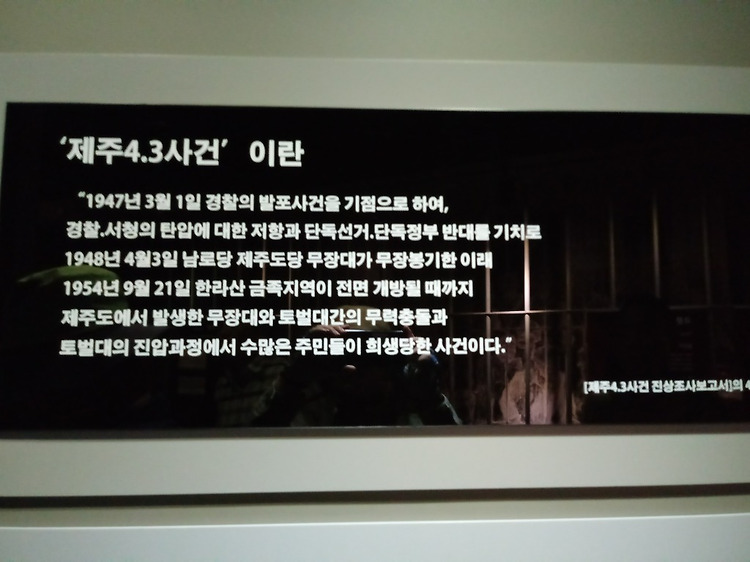 ‘제주4.3사건’ 이란
“1947년 3월 1일 경찰의 발포사건을 기점으로 하여,
경찰.서청의 탄압에 대한 저항과 단독선거.단독정부 반대를 기치로
1948년 4월3일 남로당 제주도당 무장대가 무장봉기한 이래
1954년 9월 21일 한라산 금족지역이 전면 개방될 때까지
제주도에서 발생한 무장대와 토벌대간의 무력충돌과
토벌대의 진압과정에서 수많은 주민들이 희생당한 사건이다.”
[제주4.3사건 진상조사보고서]의 4